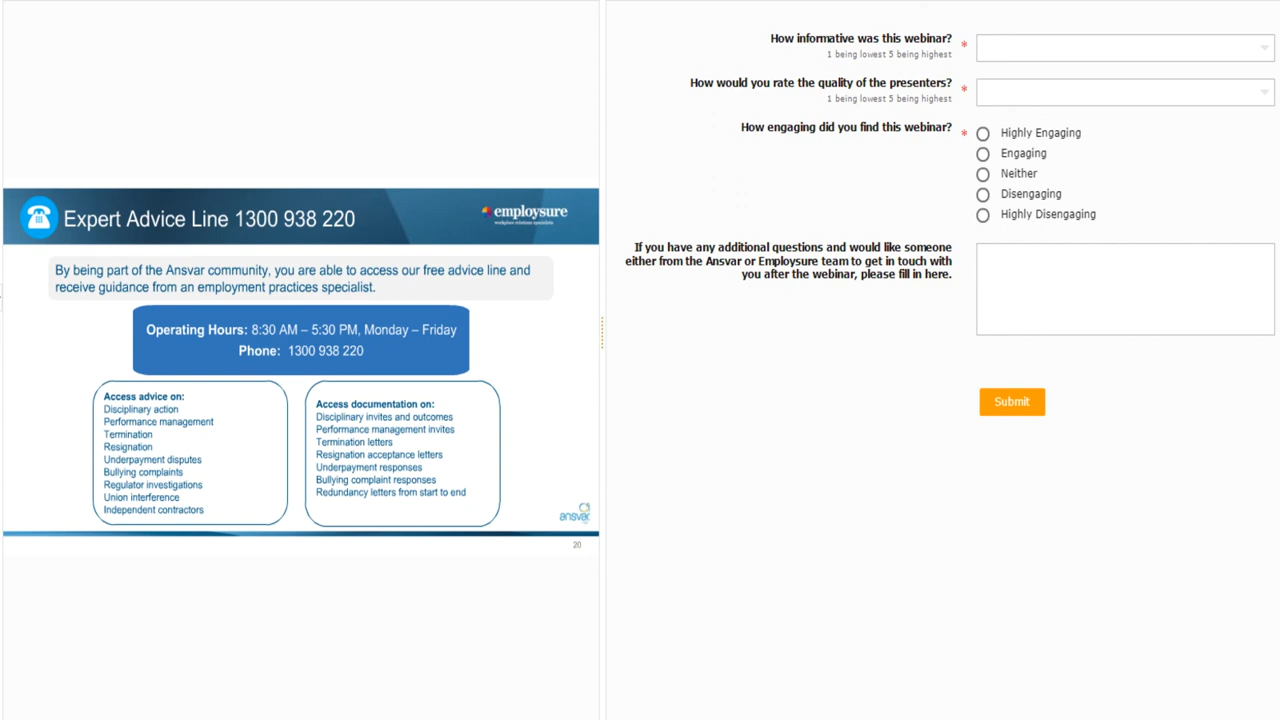 Expert Advice Line 1300 938 220
employsure
workplace relations specialists
By being part of the Ansvar community, you are able to access our free advice line and
receive guidance from an employment practices specialist.
Operating Hours: 8:30 AM – 5:30 PM, Monday – Friday
Phone: 1300 938 220
Access advice on:
Disciplinary action
Performance management
Termination
Resignation
Underpayment disputes
Bullying complaints
Regulator investigations
Union interference
Independent contractors
Access documentation on:
Disciplinary invites and outcomes
Performance management invites
Termination letters
Resignation acceptance letters
Underpayment responses
Bullying complaint responses
Redundancy letters from start to end
ansvar
20
How informative was this webinar? *
1 being lowest 5 being highest
How would you rate the quality of the presenters? *
1 being lowest 5 being highest
How engaging did you find this webinar? *
Highly Engaging
Engaging
Neither
Disengaging
Highly Disengaging
If you have any additional questions and would like someone
either from the Ansvar or Employsure team to get in touch with
you after the webinar, please fill in here.
Submit